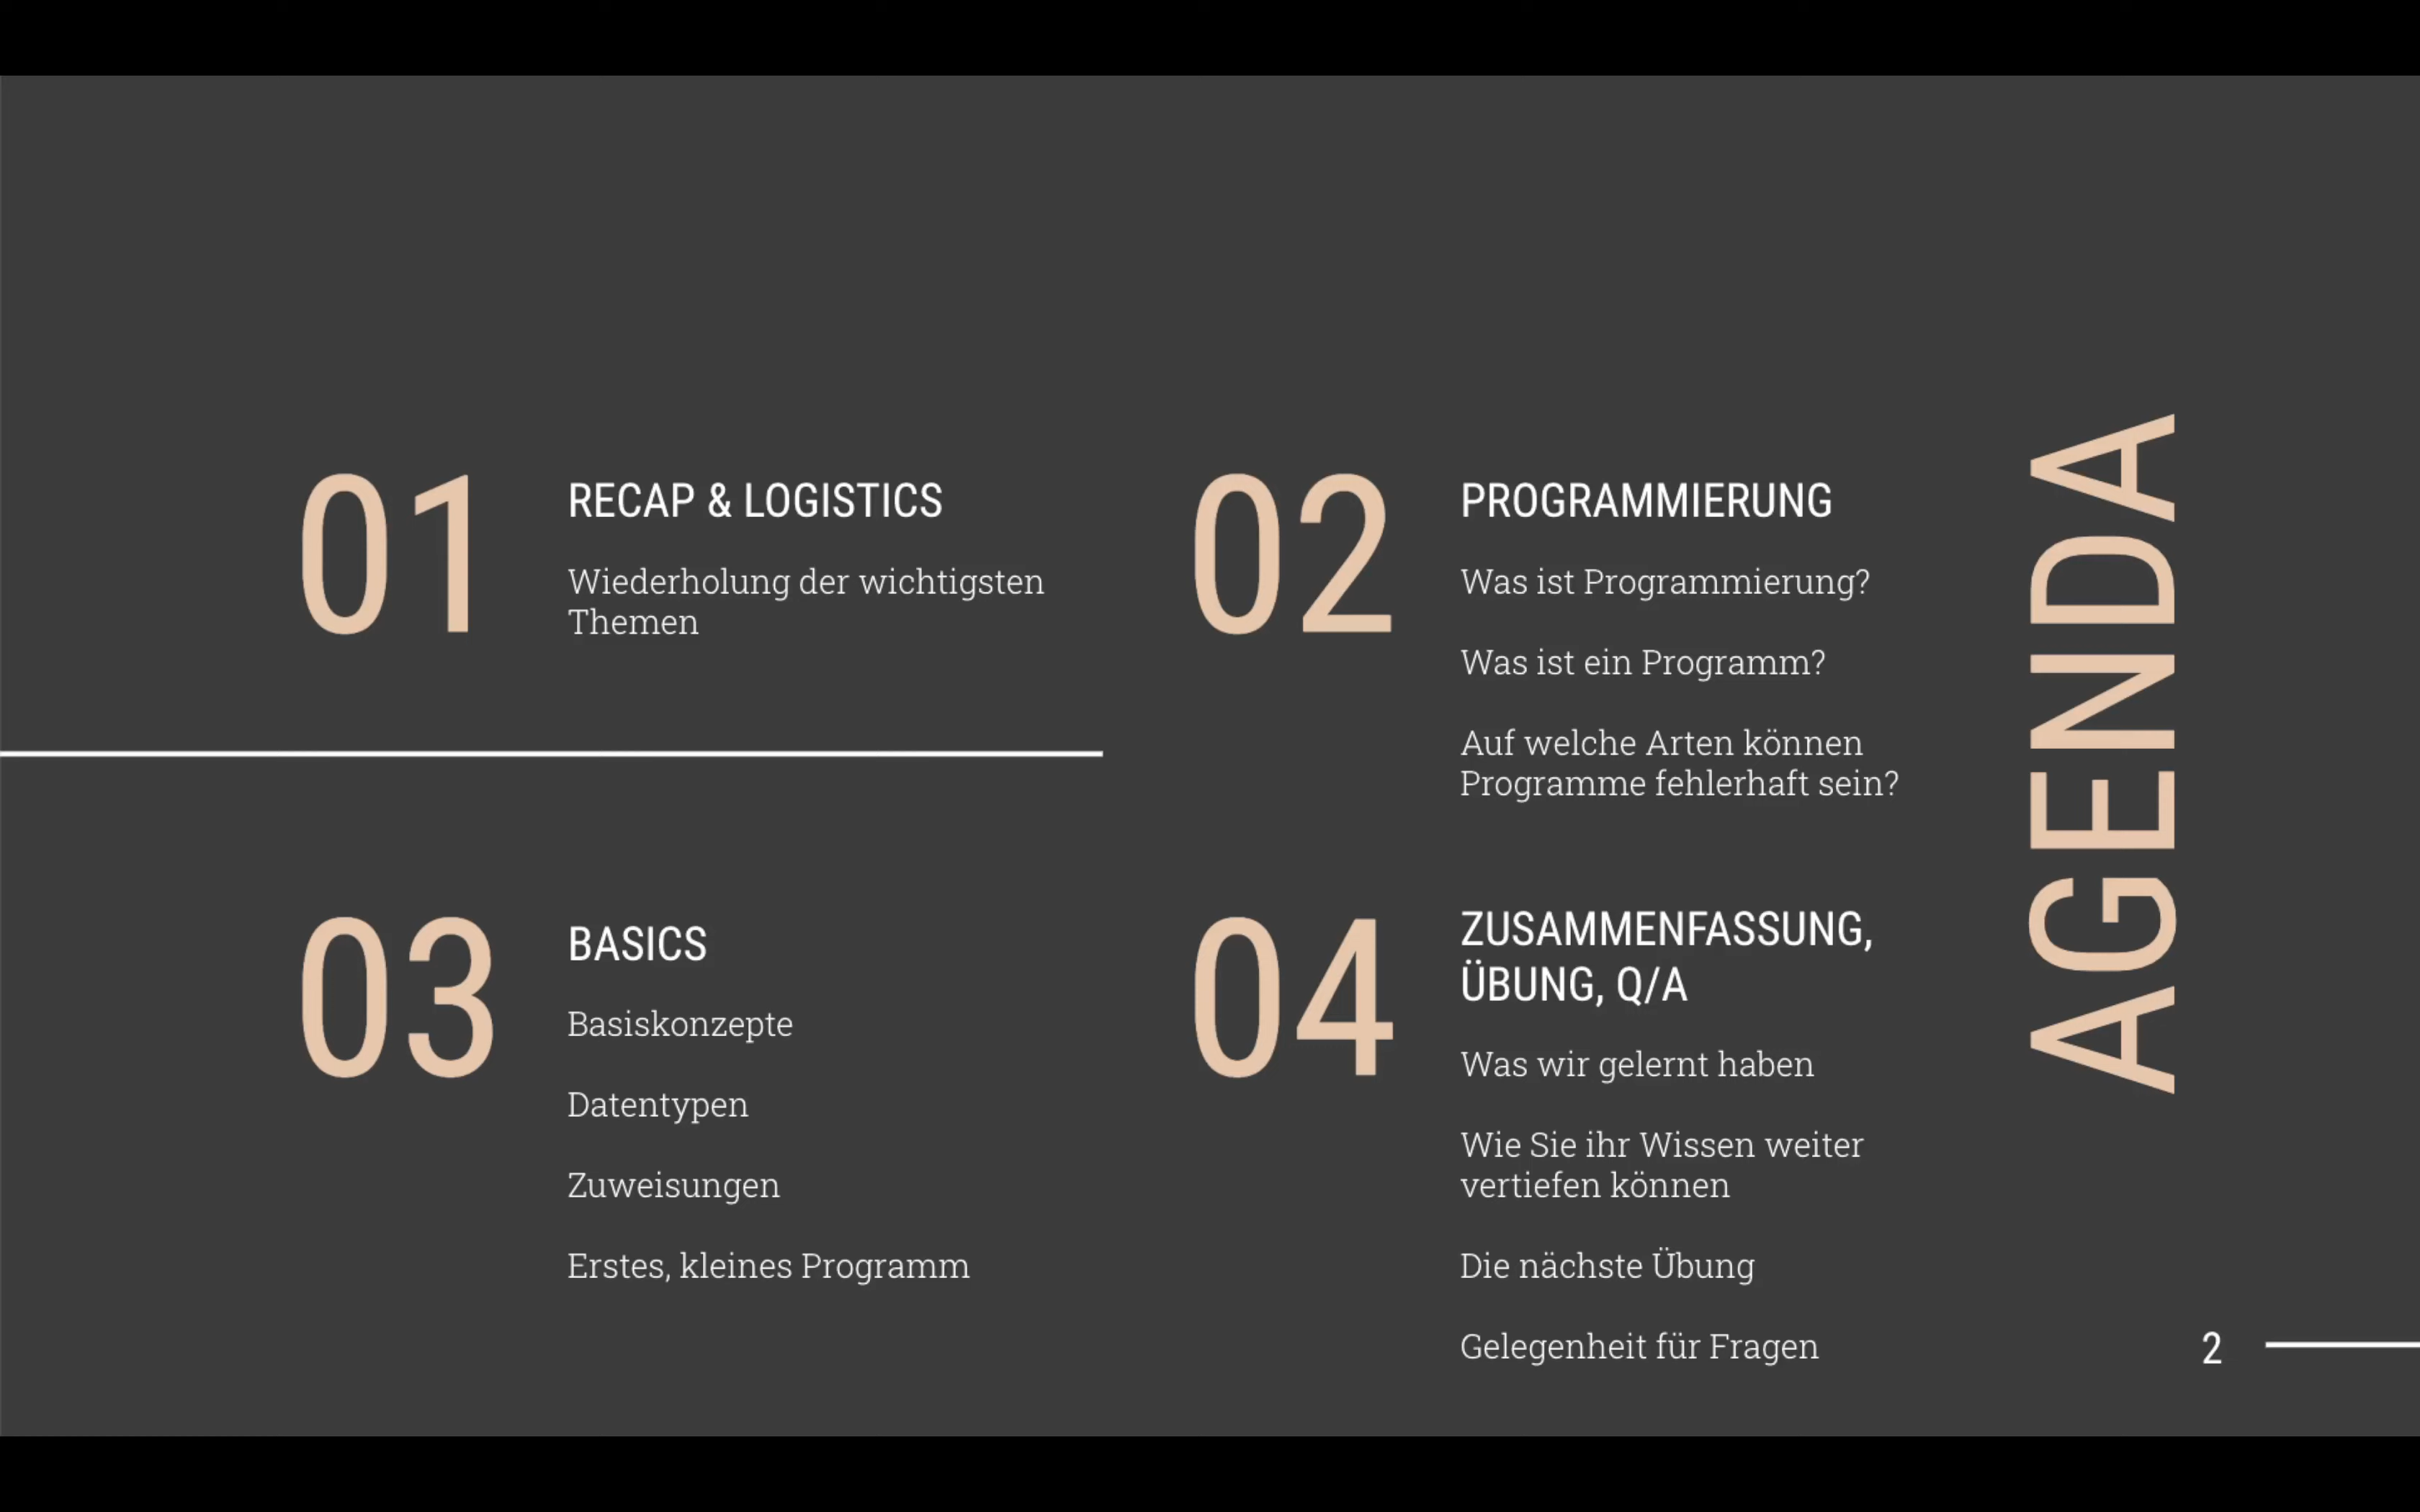 01
RECAP & LOGISTICS
Wiederholung der wichtigsten
Themen
02
PROGRAMMIERUNG
Was ist Programmierung?
Was ist ein Programm?
Auf welche Arten können
Programme fehlerhaft sein?
03
BASICS
Basiskonzepte
Datentypen
Zuweisungen
Erstes, kleines Programm
04
ZUSAMMENFASSUNG,
ÜBUNG, Q/A
Was wir gelernt haben
Wie Sie ihr Wissen weiter
vertiefen können
Die nächste Übung
Gelegenheit für Fragen
AGENDA
2